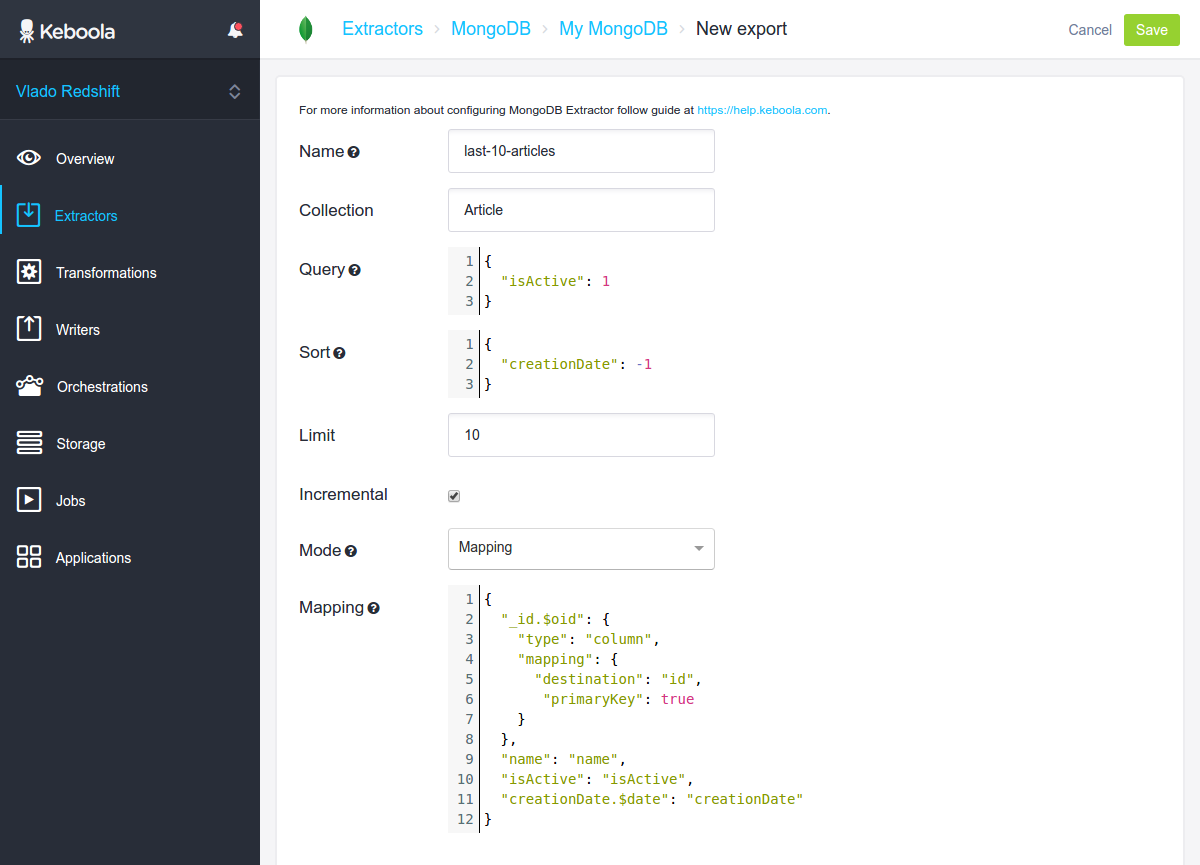 Keboola
Extractors › MongoDB › My MongoDB › New export
Cancel
Save
Vlado Redshift
Overview
Extractors
Transformations
Writers
Orchestrations
Storage
Jobs
Applications
For more information about configuring MongoDB Extractor follow guide at https://help.keboola.com.
Name ?
last-10-articles
Collection
Article
Query ?
1 {
2   "isActive": 1
3 }
Sort ?
1 {
2   "creationDate": -1
3 }
Limit
10
Incremental
Mode ?
Mapping
Mapping ?
1 {
2   "_id.$oid": {
3     "type": "column",
4     "mapping": {
5       "destination": "id",
6        "primaryKey": true
7     }
8   },
9   "name": "name",
10   "isActive": "isActive",
11   "creationDate.$date": "creationDate"
12 }